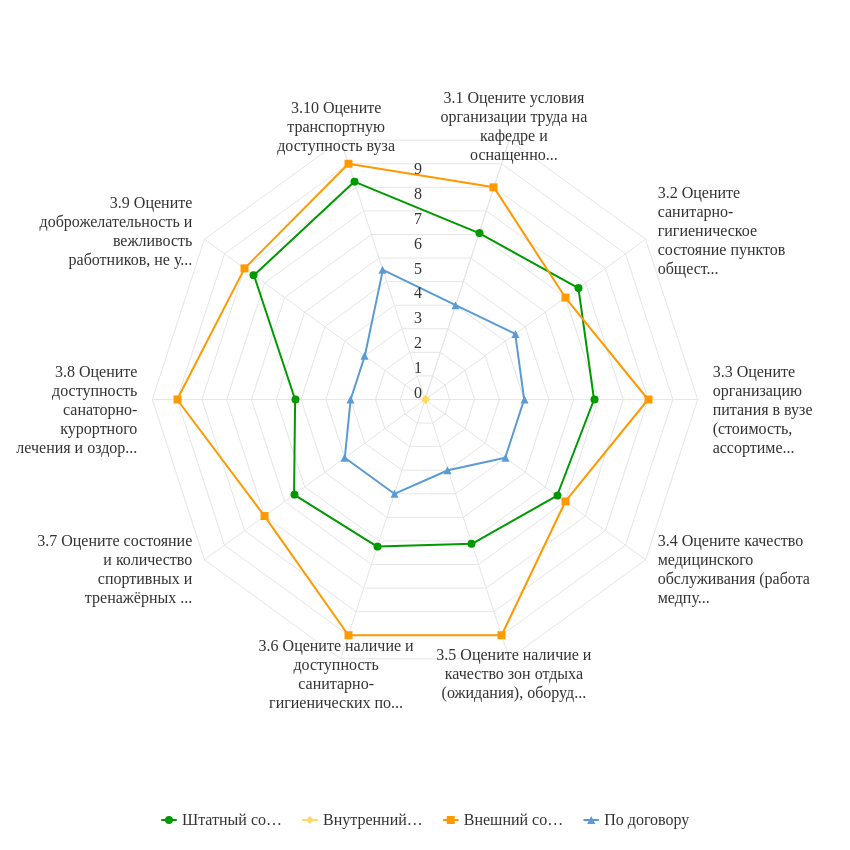 3.10 Оцените
транспортную
доступность вуза
3.1 Оцените условия
организации труда на
кафедре и
оснащенно...
3.2 Оцените
санитарно-
гигиеническое
состояние пунктов
общест...
3.3 Оцените
организацию
питания в вузе
(стоимость,
ассортиме...
3.4 Оцените качество
медицинского
обслуживания (работа
медпу...
3.5 Оцените наличие и
качество зон отдыха
(ожидания), оборуд...
3.6 Оцените наличие и
доступность
санитарно-
гигиенических по...
3.7 Оцените состояние
и количество
спортивных и
тренажёрных ...
3.8 Оцените
доступность
санаторно-
курортного
лечения и оздор...
3.9 Оцените
доброжелательность и
вежливость
работников, не у...
9
8
7
6
5
4
3
2
1
0
Штатный со… Внутренний… Внешний со… По договору